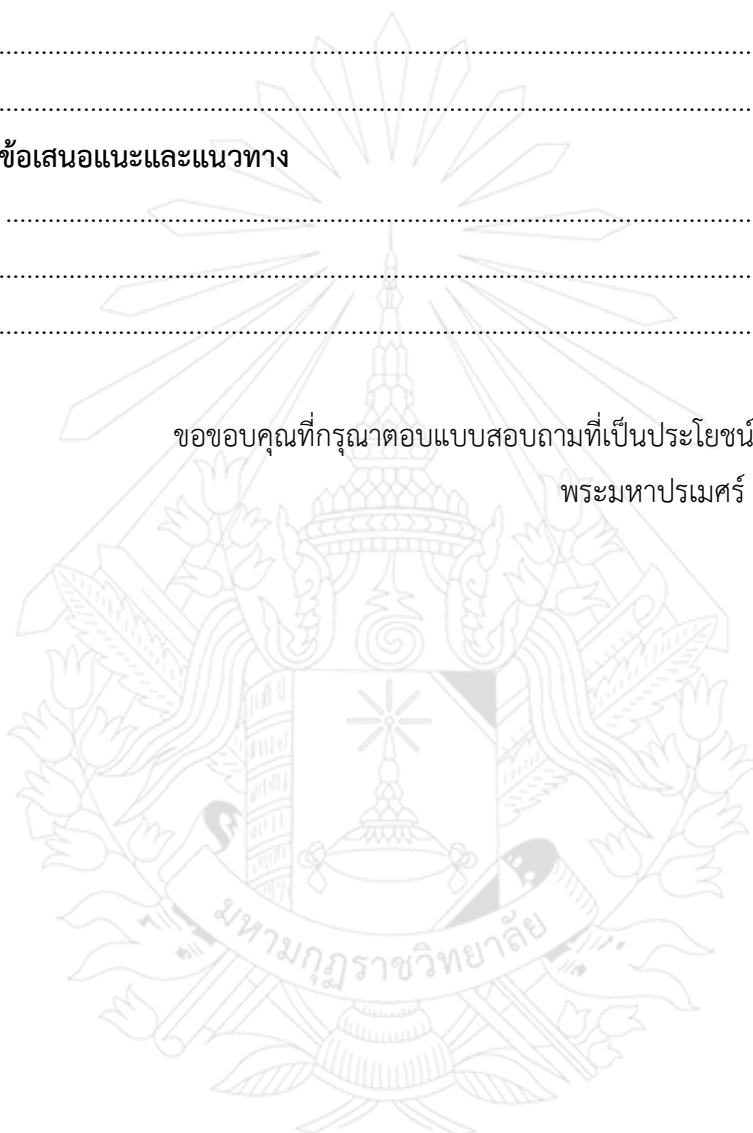 ................................................................................................
................................................................................................
ข้อเสนอแนะและแนวทาง
................................................................................................
................................................................................................
................................................................................................
ขอขอบคุณที่กรุณาตอบแบบสอบถามที่เป็นประโยชน์
พระมหาปรเมศร์
มหามกุฏราชวิทยาลัย